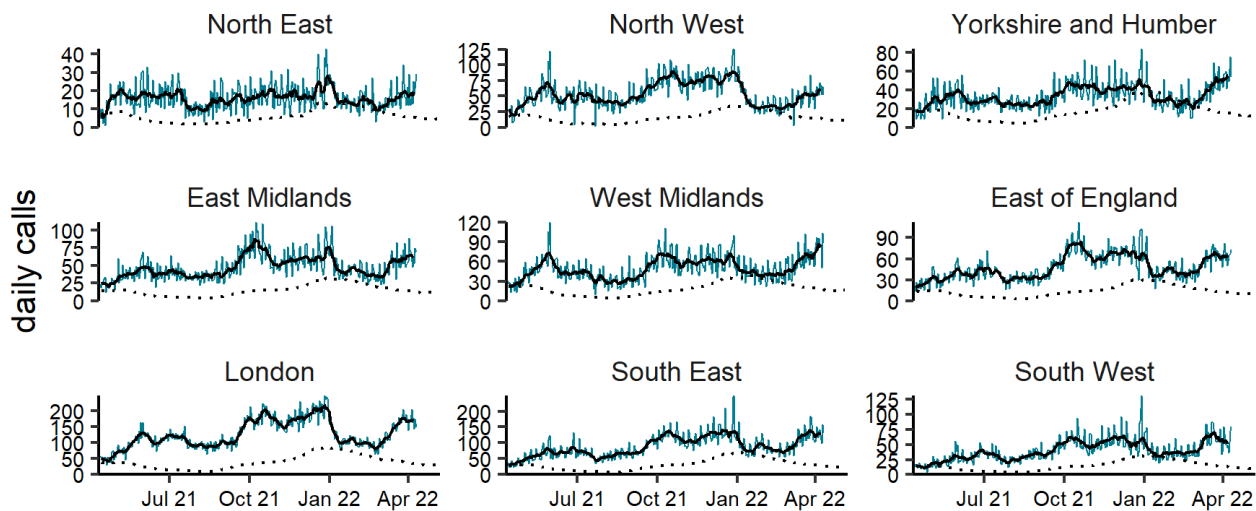 North East
North West
Yorkshire and Humber
40
30
20
10
0
125
100
75
50
25
0
80
60
40
20
0
daily calls
East Midlands
West Midlands
East of England
100
75
50
25
0
120
90
60
30
0
90
60
30
0
London
South East
South West
200
150
100
50
0
200
150
100
50
0
125
100
75
50
25
0
Jul 21
Oct 21
Jan 22
Apr 22
Jul 21
Oct 21
Jan 22
Apr 22
Jul 21
Oct 21
Jan 22
Apr 22